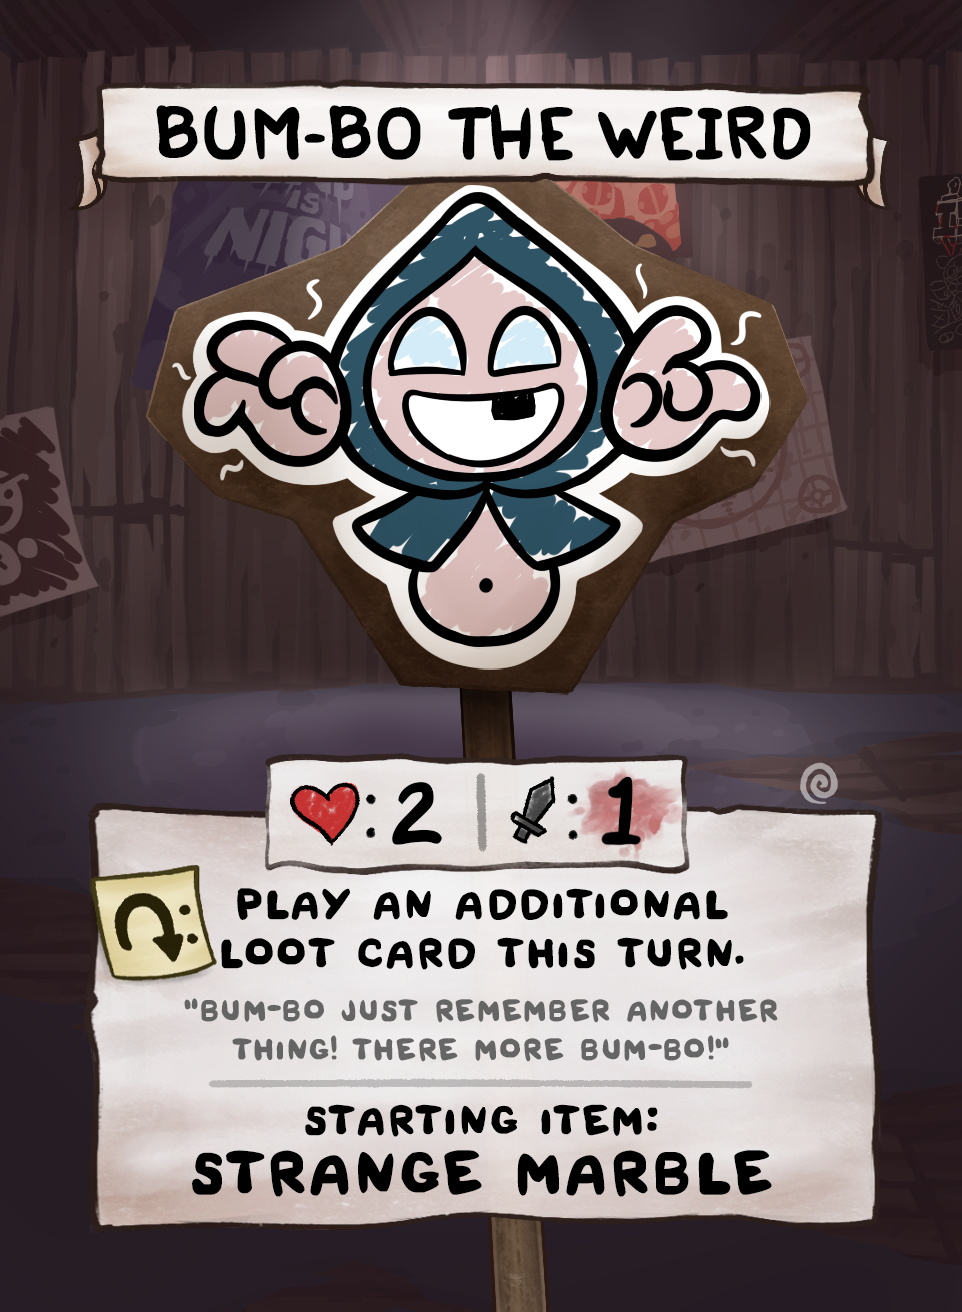 BUM-BO THE WEIRD
IS
:2
:1
PLAY AN ADDITIONAL
LOOT CARD THIS TURN.
"BUM-BO JUST REMEMBER ANOTHER
THING! THERE MORE BUM-BO!"
STARTING ITEM:
STRANGE MARBLE